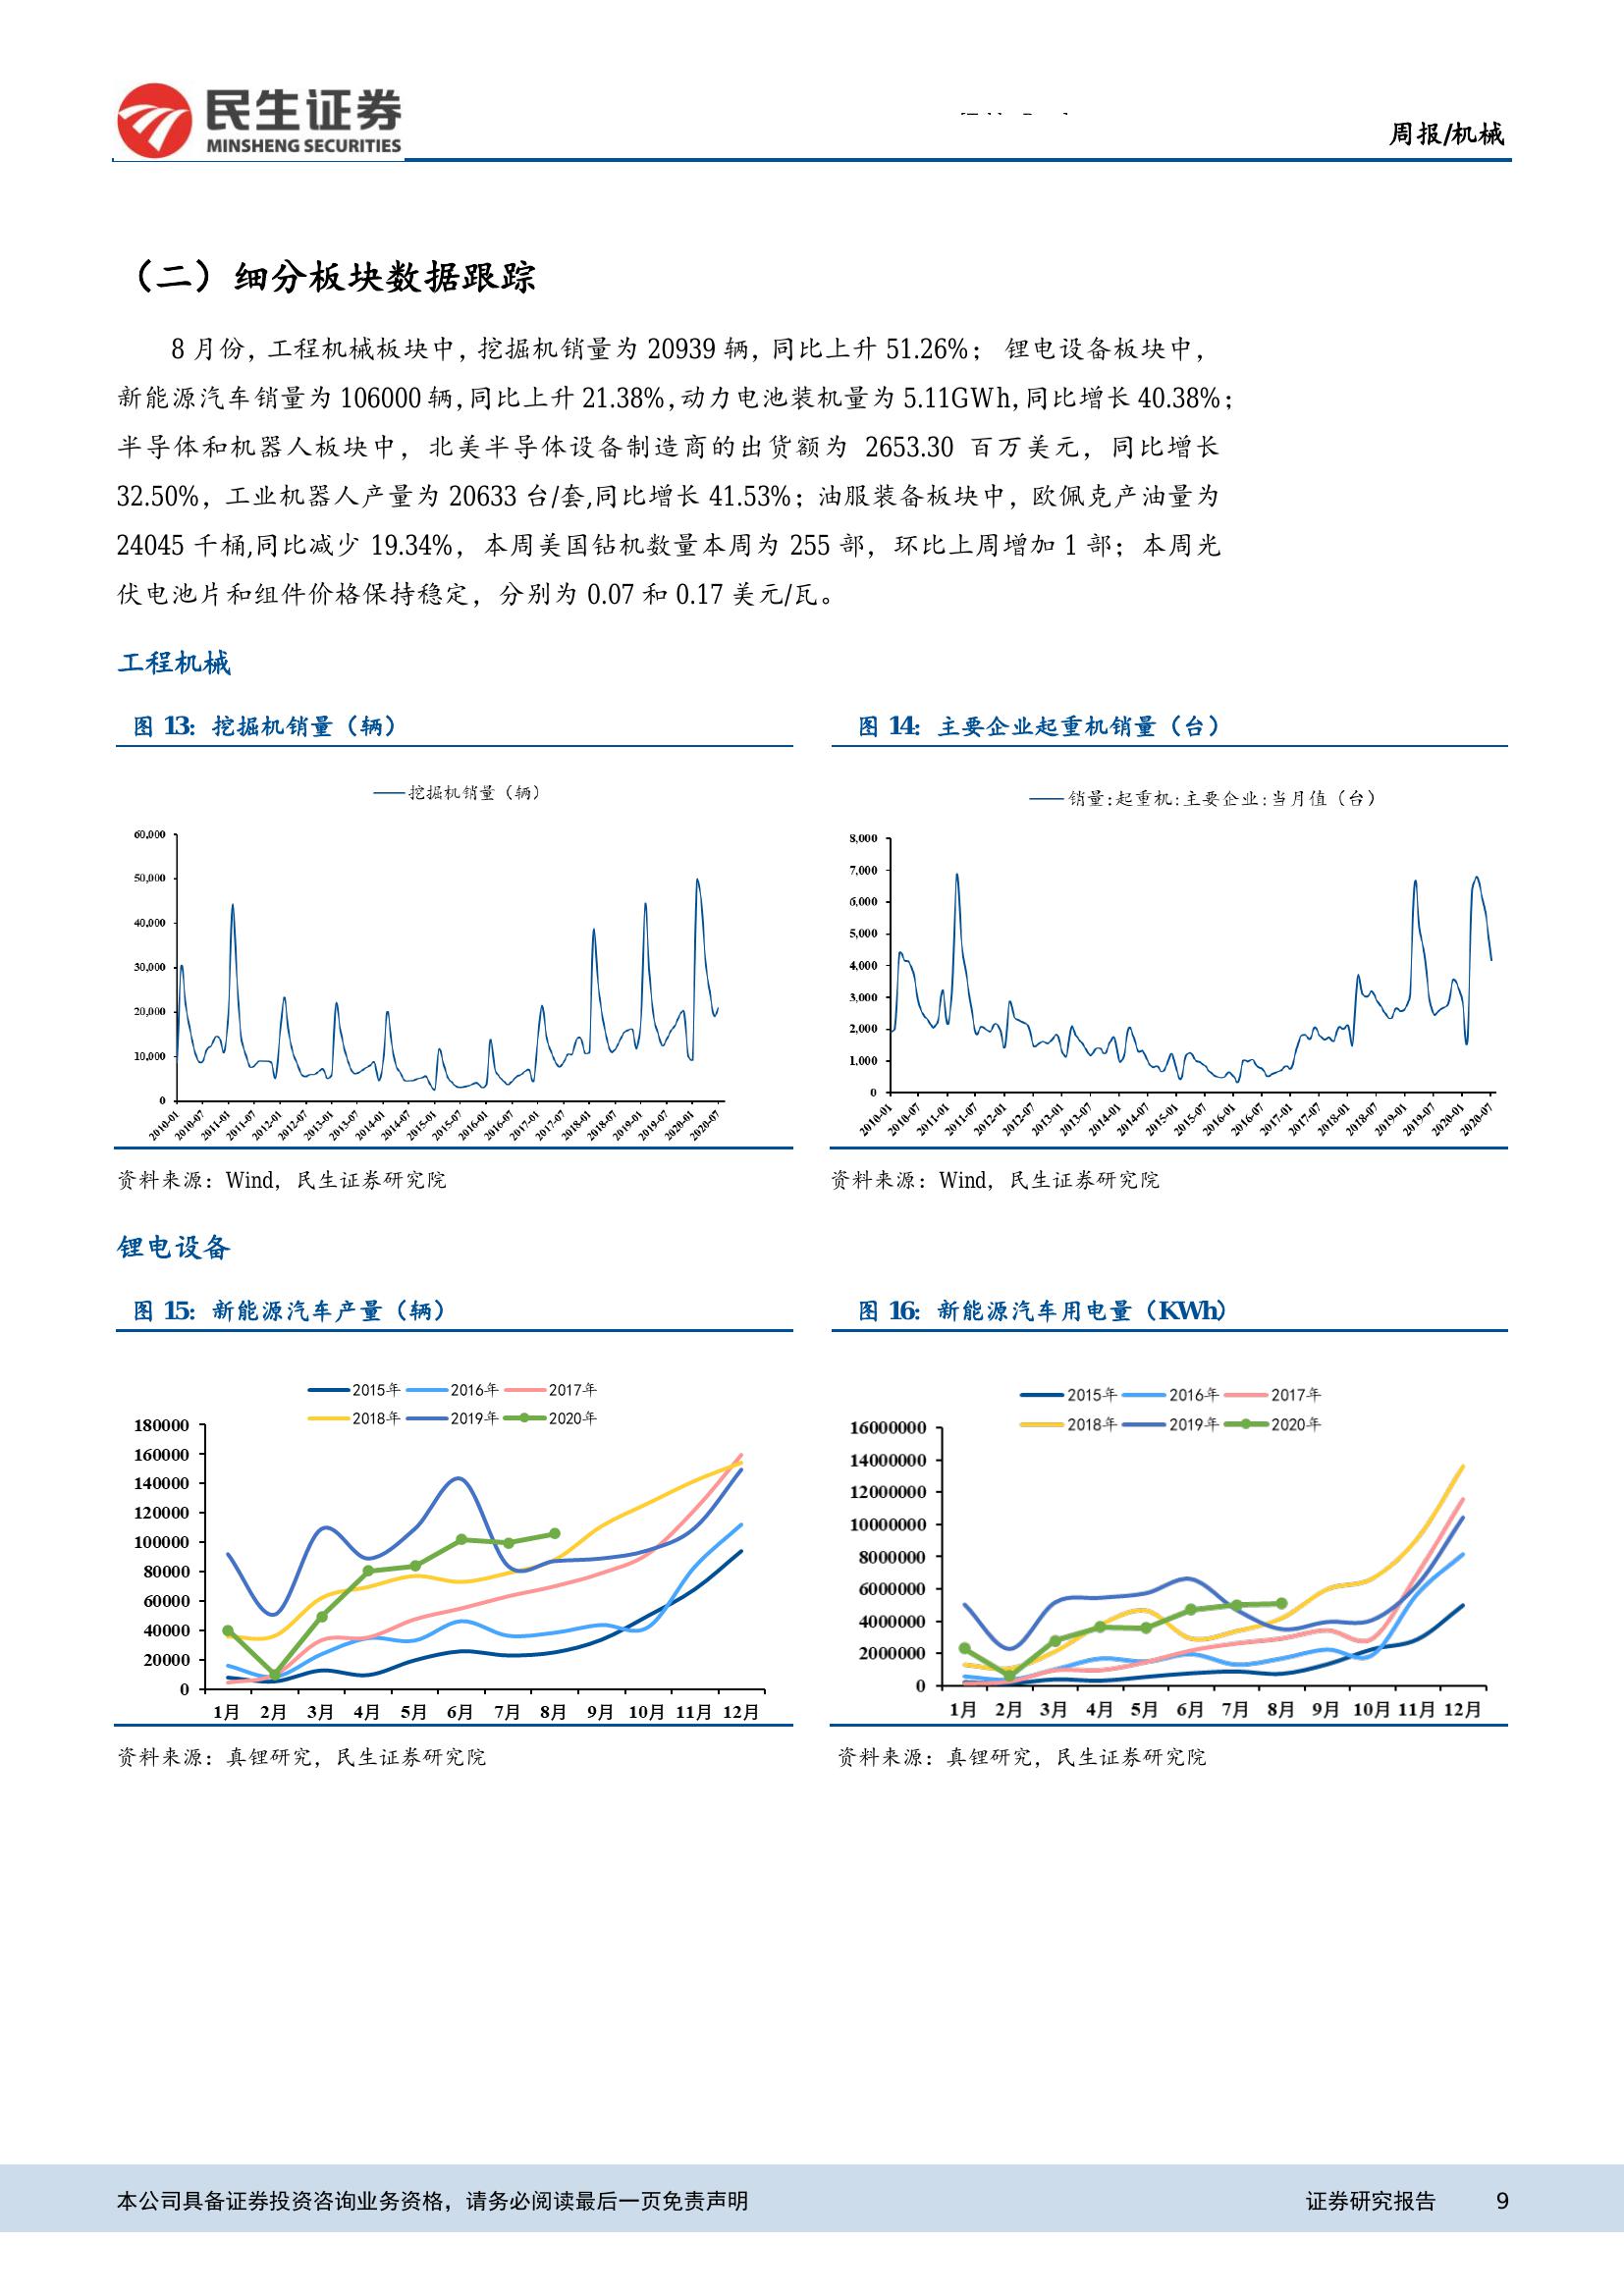 民生证券
MINSHENG SECURITIES
周报/机械
（二）细分板块数据跟踪
8 月份, 工程机械板块中, 挖掘机销量为 20939 辆, 同比上升 51.26%； 锂电设备板块中,
新能源汽车销量为 106000 辆,同比上升 21.38%,动力电池装机量为 5.11GWh,同比增长 40.38%;
半导体和机器人板块中, 北美半导体设备制造商的出货额为 2653.30 百万美元, 同比增长
32.50%, 工业机器人产量为 20633 台/套,同比增长 41.53%; 油服装备板块中, 欧佩克产油量为
24045 千桶,同比减少 19.34%, 本周美国钻机数量本周为 255 部, 环比上周增加 1 部; 本周光
伏电池片和组件价格保持稳定, 分别为 0.07 和 0.17 美元/瓦。
工程机械
图 13: 挖掘机销量（辆）
挖掘机销量（辆）
60,000
50,000
40,000
30,000
20,000
10,000
0
2010-01 2010-07 2011-01 2011-07 2012-01 2012-07 2013-01 2013-07 2014-01 2014-07 2015-01 2015-07 2016-01 2016-07 2017-01 2017-07 2018-01 2018-07 2019-01 2019-07 2020-01 2020-07
资料来源: Wind, 民生证券研究院
图 14: 主要企业起重机销量（台）
销量:起重机:主要企业:当月值（台）
8,000
7,000
6,000
5,000
4,000
3,000
2,000
1,000
0
2010-01 2010-07 2011-01 2011-07 2012-01 2012-07 2013-01 2013-07 2014-01 2014-07 2015-01 2015-07 2016-01 2016-07 2017-01 2017-07 2018-01 2018-07 2019-01 2019-07 2020-01 2020-07
资料来源: Wind, 民生证券研究院
锂电设备
图 15: 新能源汽车产量（辆）
2015年 2016年 2017年
2018年 2019年 2020年
180000
160000
140000
120000
100000
80000
60000
40000
20000
0
1月 2月 3月 4月 5月 6月 7月 8月 9月 10月 11月 12月
资料来源: 真锂研究, 民生证券研究院
图 16: 新能源汽车用电量（KWh）
2015年 2016年 2017年
2018年 2019年 2020年
16000000
14000000
12000000
10000000
8000000
6000000
4000000
2000000
0
1月 2月 3月 4月 5月 6月 7月 8月 9月 10月 11月 12月
资料来源: 真锂研究, 民生证券研究院
本公司具备证券投资咨询业务资格, 请务必阅读最后一页免责声明
证券研究报告 9